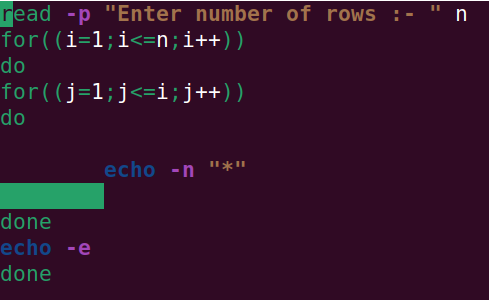 read -p "Enter number of rows :- " n
for((i=1;i<=n;i++))
do
for((j=1;j<=i;j++))
do
echo -n "*"
done
echo -e
done